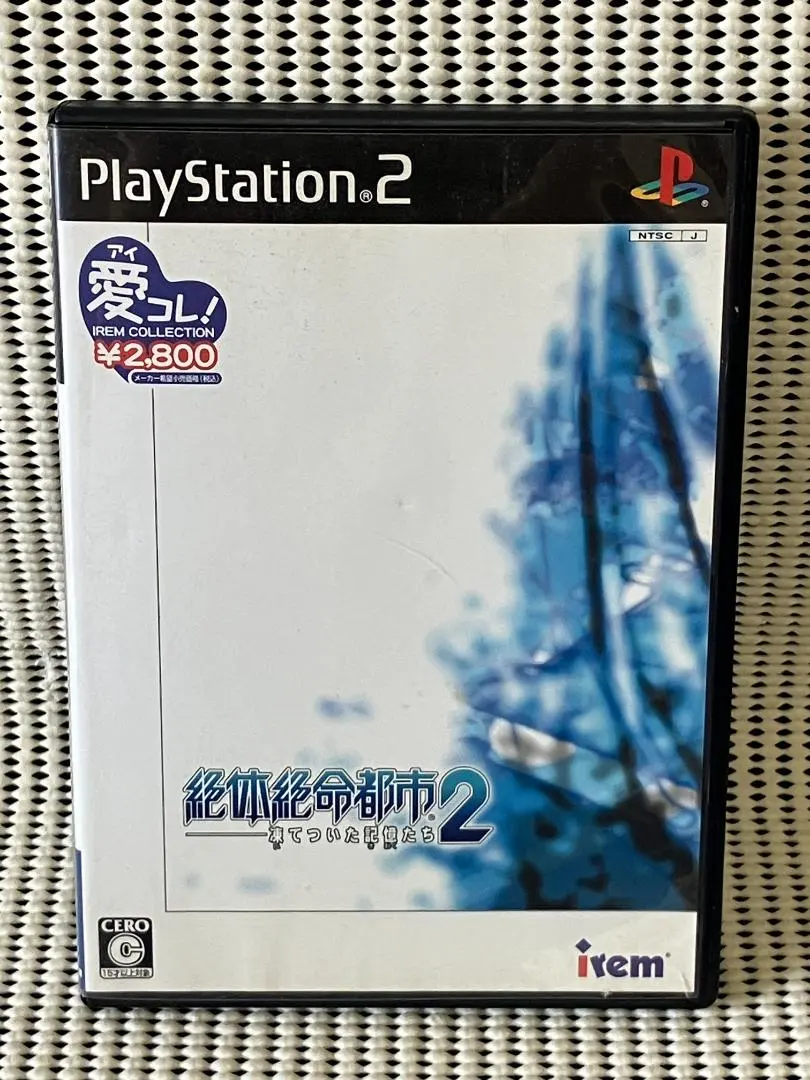 PlayStation®2
NTSC J
アイ
愛コレ!
IREM COLLECTION
¥2,800
メーカー希望小売価格(税込)
絶体絶命都市®2
凍てついた記憶たち
CERO
C
15才以上対象
irem®